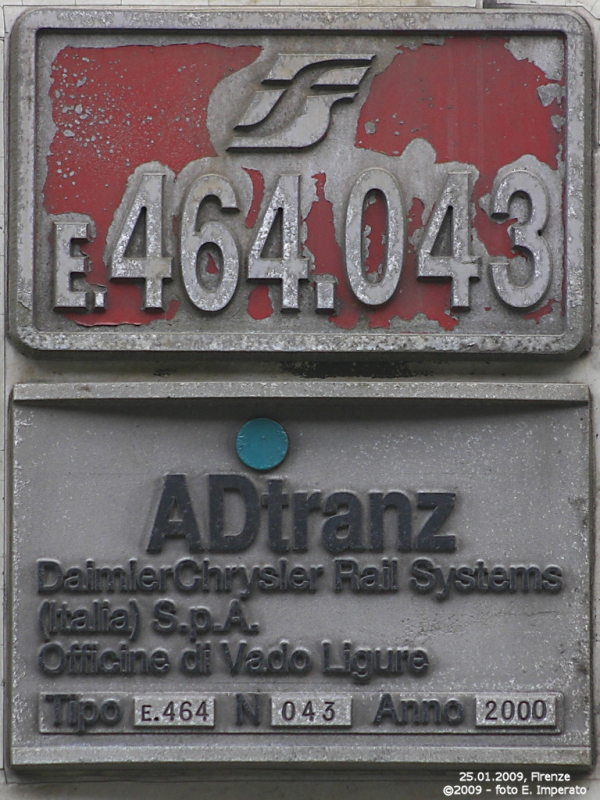 E.464.043
ADtranz
DaimlerChrysler Rail Systems
(Italia) S.p.A.
Officine di Vado Ligure
Tipo E.464 N 043 Anno 2000
25.01.2009, Firenze
©2009 - foto E. Imperato